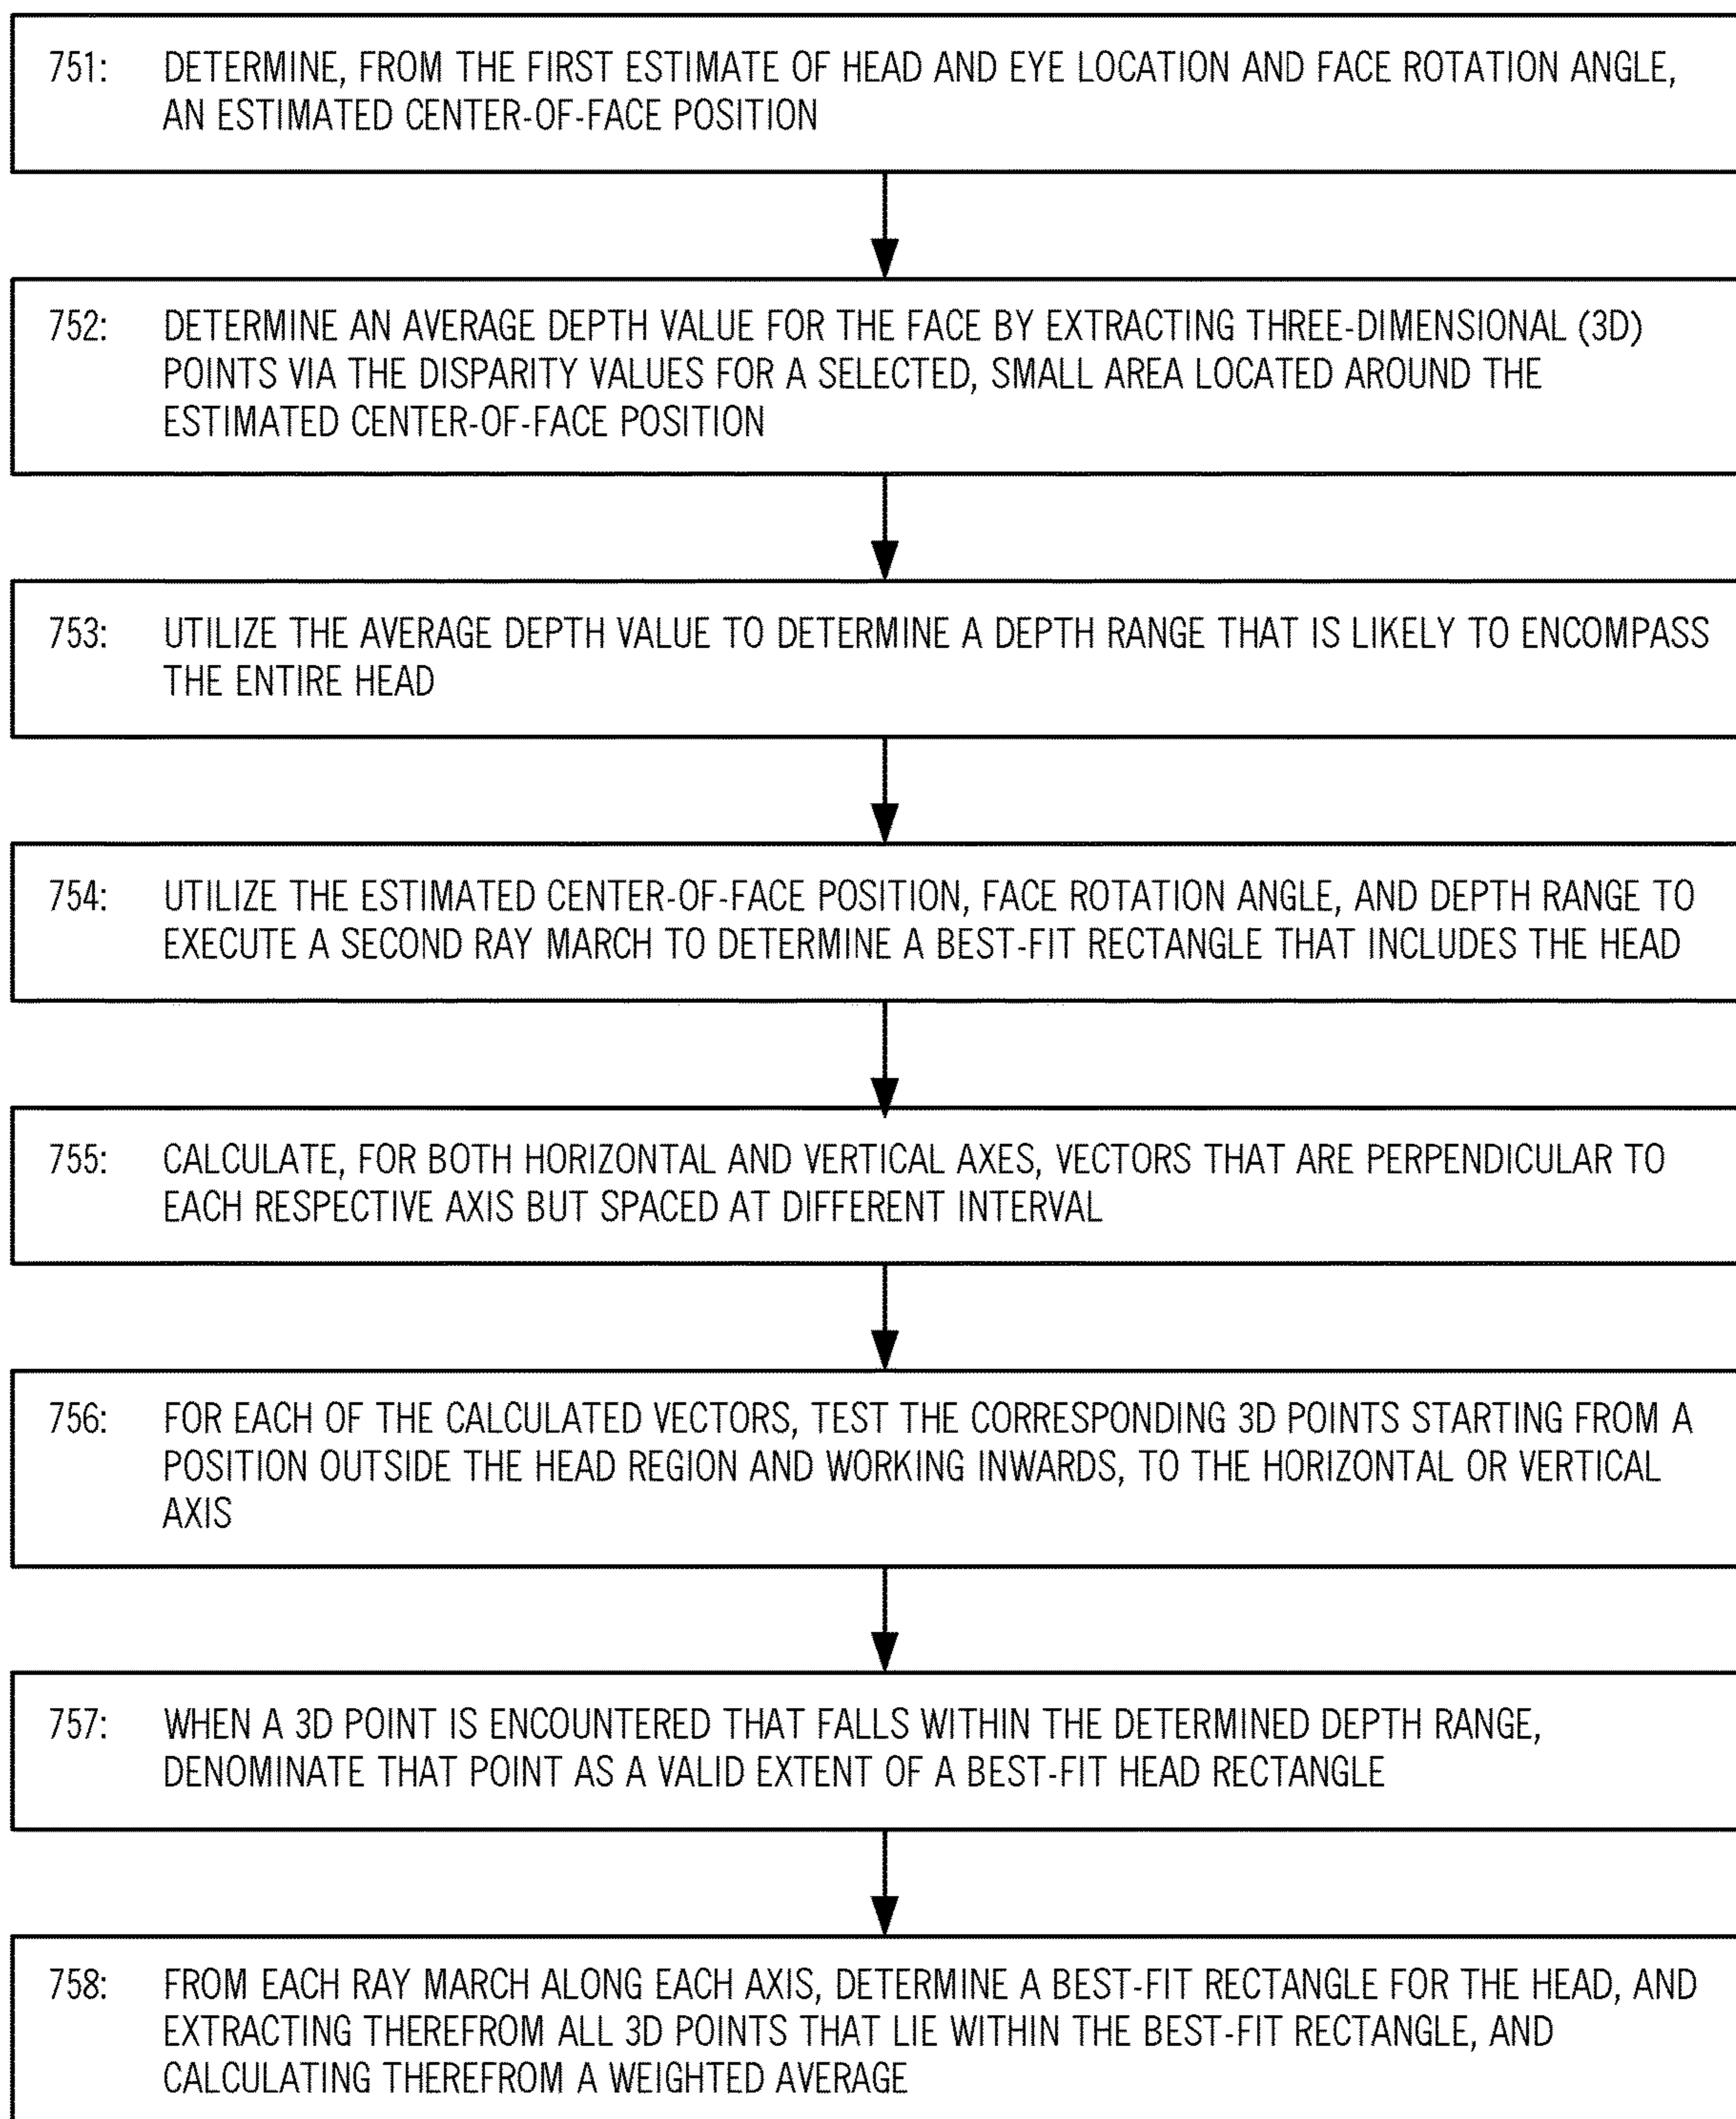 751: DETERMINE, FROM THE FIRST ESTIMATE OF HEAD AND EYE LOCATION AND FACE ROTATION ANGLE,
AN ESTIMATED CENTER-OF-FACE POSITION
752: DETERMINE AN AVERAGE DEPTH VALUE FOR THE FACE BY EXTRACTING THREE-DIMENSIONAL (3D)
POINTS VIA THE DISPARITY VALUES FOR A SELECTED, SMALL AREA LOCATED AROUND THE
ESTIMATED CENTER-OF-FACE POSITION
753: UTILIZE THE AVERAGE DEPTH VALUE TO DETERMINE A DEPTH RANGE THAT IS LIKELY TO ENCOMPASS
THE ENTIRE HEAD
754: UTILIZE THE ESTIMATED CENTER-OF-FACE POSITION, FACE ROTATION ANGLE, AND DEPTH RANGE TO
EXECUTE A SECOND RAY MARCH TO DETERMINE A BEST-FIT RECTANGLE THAT INCLUDES THE HEAD
755: CALCULATE, FOR BOTH HORIZONTAL AND VERTICAL AXES, VECTORS THAT ARE PERPENDICULAR TO
EACH RESPECTIVE AXIS BUT SPACED AT DIFFERENT INTERVAL
756: FOR EACH OF THE CALCULATED VECTORS, TEST THE CORRESPONDING 3D POINTS STARTING FROM A
POSITION OUTSIDE THE HEAD REGION AND WORKING INWARDS, TO THE HORIZONTAL OR VERTICAL
AXIS
757: WHEN A 3D POINT IS ENCOUNTERED THAT FALLS WITHIN THE DETERMINED DEPTH RANGE,
DENOMINATE THAT POINT AS A VALID EXTENT OF A BEST-FIT HEAD RECTANGLE
758: FROM EACH RAY MARCH ALONG EACH AXIS, DETERMINE A BEST-FIT RECTANGLE FOR THE HEAD, AND
EXTRACTING THEREFROM ALL 3D POINTS THAT LIE WITHIN THE BEST-FIT RECTANGLE, AND
CALCULATING THEREFROM A WEIGHTED AVERAGE